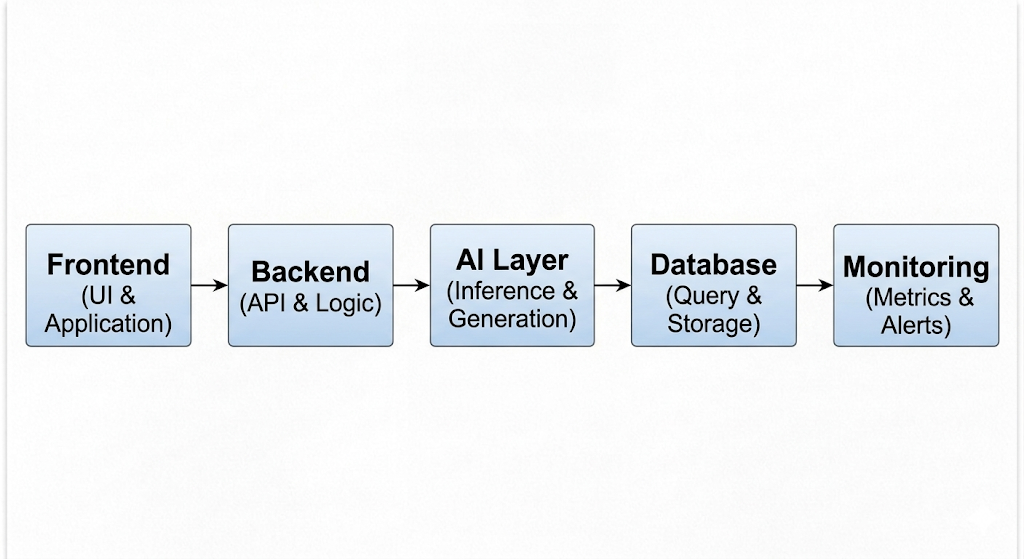 Frontend
(UI &
Application)
Backend
(API & Logic)
AI Layer
(Inference &
Generation)
Database
(Query &
Storage)
Monitoring
(Metrics &
Alerts)